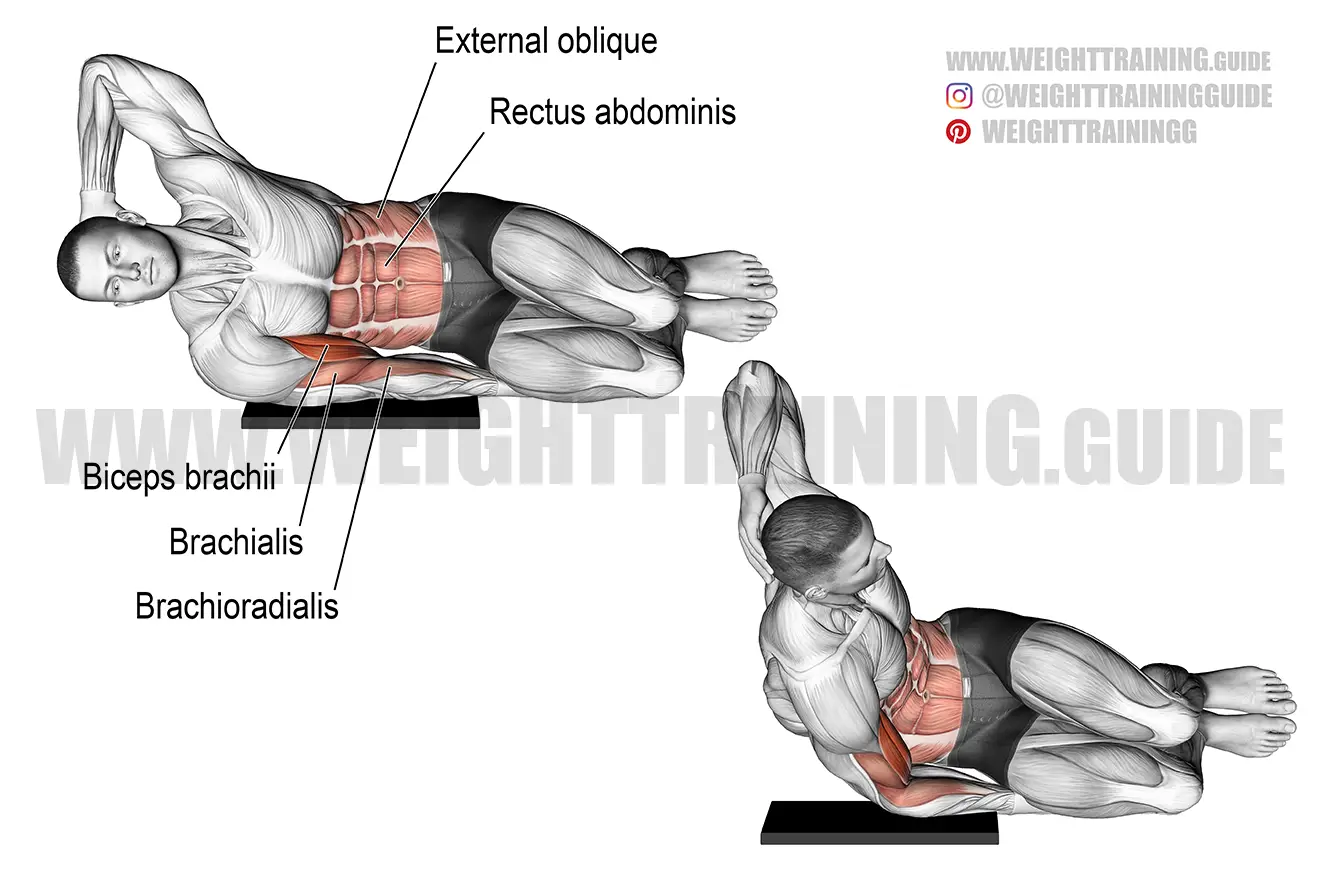 External oblique
Rectus abdominis
www.WEIGHTTRAINING.GUIDE
@WEIGHTTRAININGGUIDE
WEIGHTTRAININGG
WWW.WEIGHTTRAINING.GUIDE
Biceps brachii
Brachialis
Brachioradialis